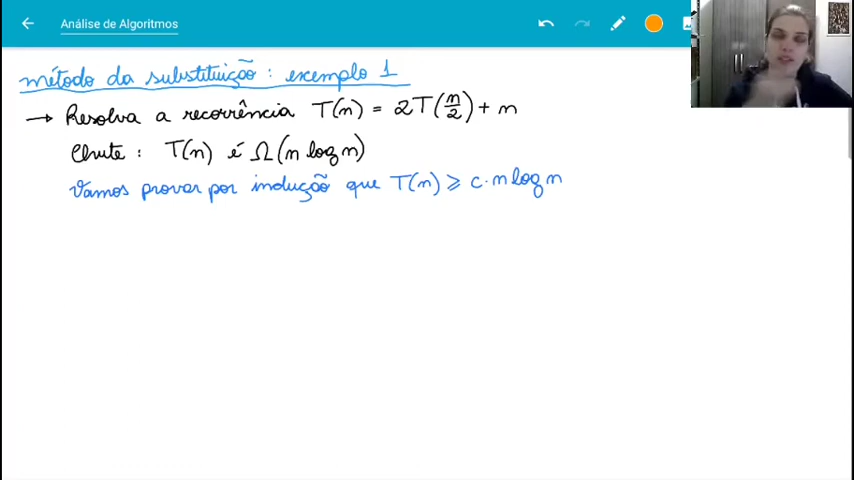 Análise de Algoritmos
método da substituição: exemplo 1
→ Resolva a recorrência T(n) = 2T(n/2) + n
Chute: T(n) é Ω(n log n)
Vamos provar por indução que T(n) ⩾ c·n log n